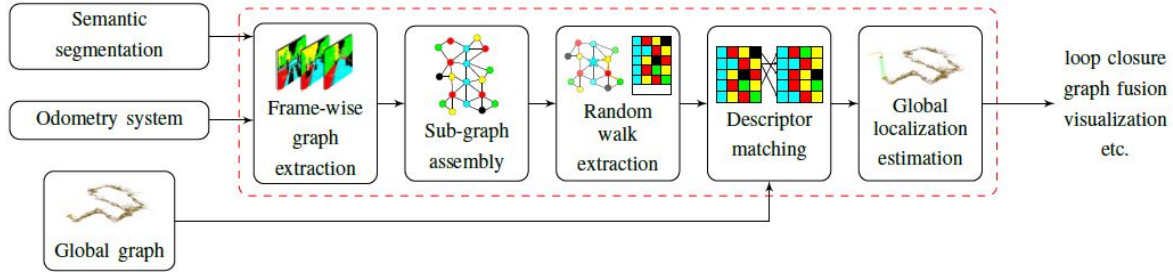 Semantic
segmentation
Odometry system
Global graph
Frame-wise
graph
extraction
Sub-graph
assembly
Random
walk
extraction
Descriptor
matching
Global
localization
estimation
loop closure
graph fusion
visualization
etc.